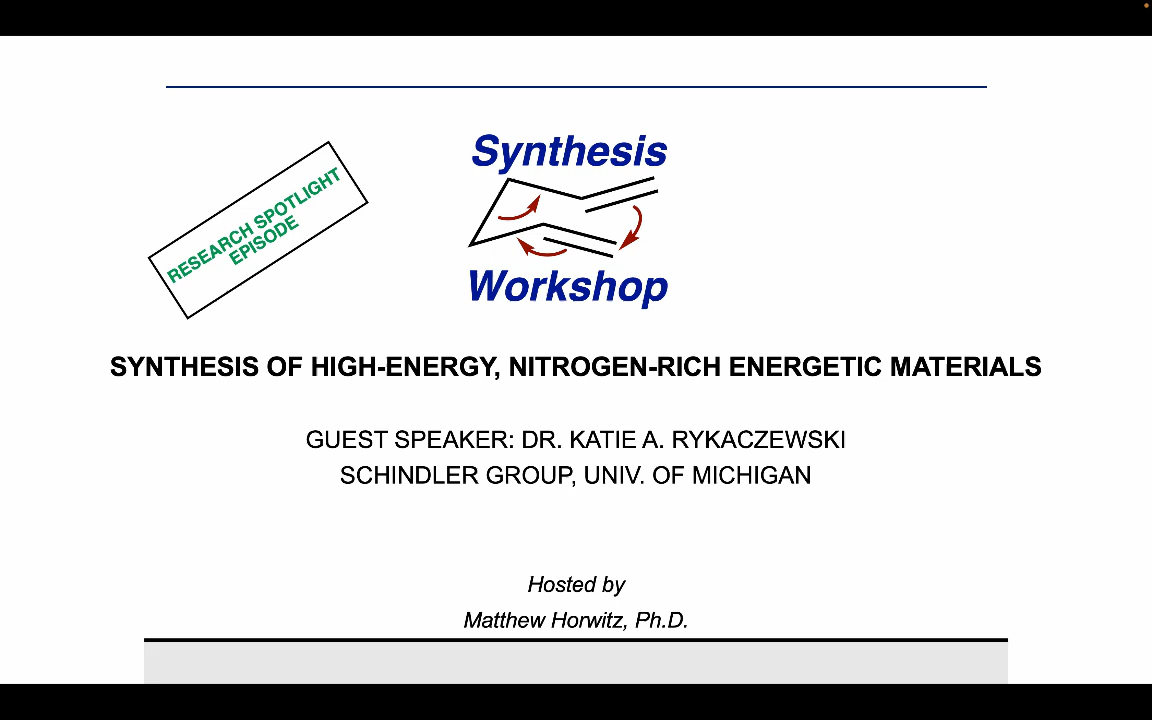 Synthesis
RESEARCH SPOTLIGHT
EPISODE
Workshop
SYNTHESIS OF HIGH-ENERGY, NITROGEN-RICH ENERGETIC MATERIALS
GUEST SPEAKER: DR. KATIE A. RYKACZEWSKI
SCHINDLER GROUP, UNIV. OF MICHIGAN
Hosted by
Matthew Horwitz, Ph.D.